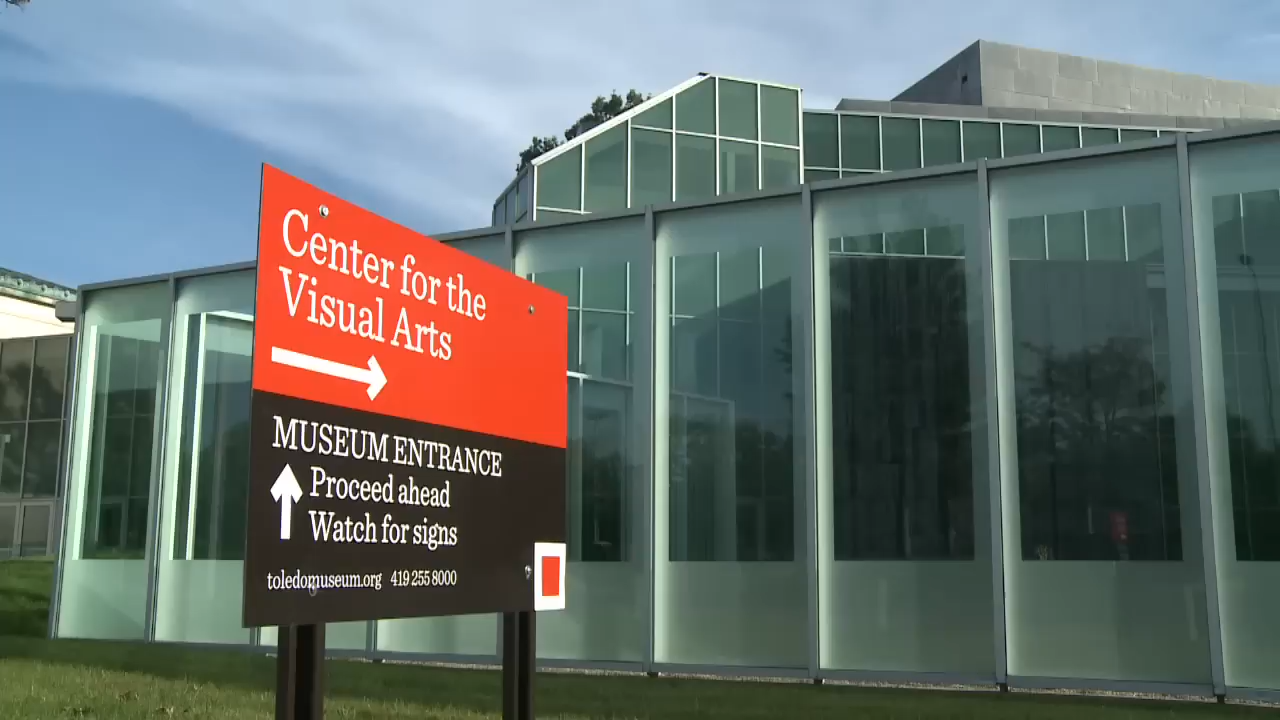 Center for the
Visual Arts
MUSEUM ENTRANCE
Proceed ahead
Watch for signs
toledomuseum.org 419 255 8000